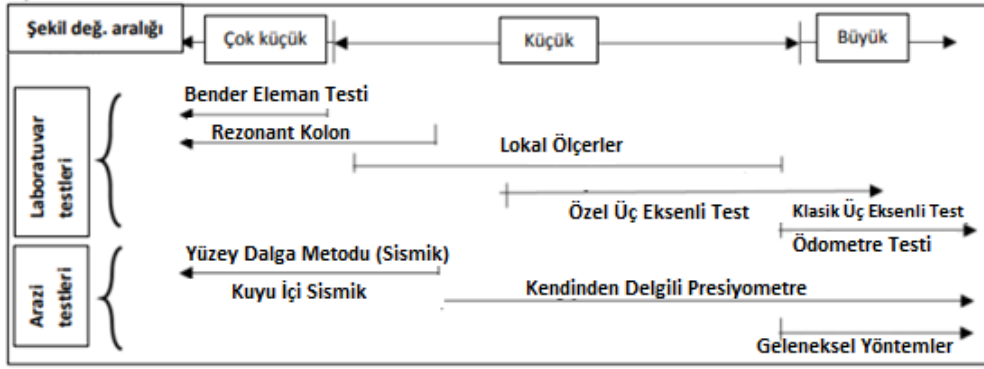 Şekil değ. aralığı
Çok küçük
Küçük
Büyük
Laboratuvar testleri
Bender Eleman Testi
Rezonant Kolon
Lokal Ölçerler
Özel Üç Eksenli Test
Klasik Üç Eksenli Test
Ödometre Testi
Arazi testleri
Yüzey Dalga Metodu (Sismik)
Kuyu İçi Sismik
Kendinden Delgili Presiyometre
Geleneksel Yöntemler